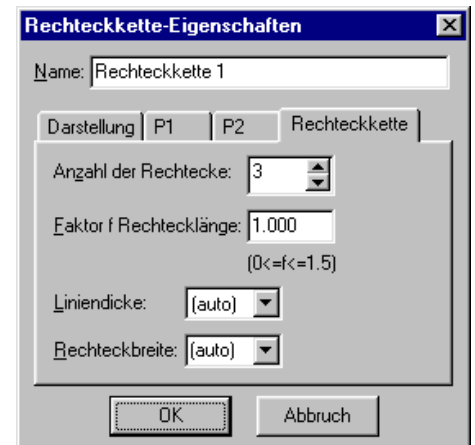 Rechteckkette-Eigenschaften
Name: Rechteckkette 1
Darstellung P1 P2 Rechteckkette
Anzahl der Rechtecke: 3
Faktor f Rechtecklänge: 1.000
(0<=f<=1.5)
Liniendicke: (auto)
Rechteckbreite: (auto)
OK Abbruch